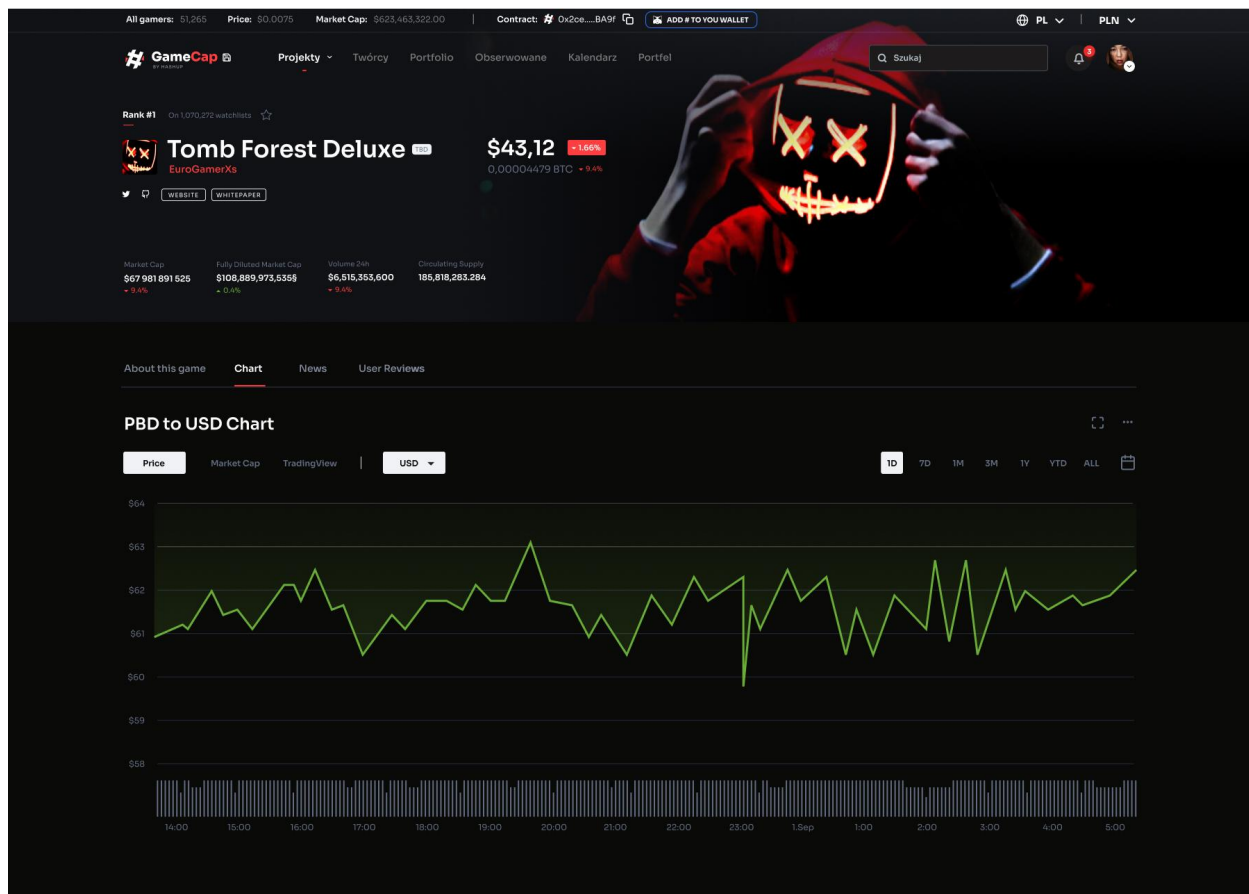 All gamers: 51,265 Price: $0.0075 Market Cap: $623,463,322.00 | Contract: 0x2ce.....BA9f ADD # TO YOU WALLET PL | PLN
GameCap Projekty Twórcy Portfolio Obserwowane Kalendarz Portfel Szukaj 3
BY MASHUP
Rank #1 On 1,070,272 watchlists
Tomb Forest Deluxe TBD $43,12 1.66%
EuroGamerXs 0,00004479 BTC 9.4%
WEBSITE WHITEPAPER
Market Cap Fully Diluted Market Cap Volume 24h Circulating Supply
$67 981 891 525 $108,889,973,535§ $6,515,353,600 185,818,283.284
9.4% 0.4% 9.4%
About this game Chart News User Reviews
PBD to USD Chart
Price Market Cap TradingView | USD 1D 7D 1M 3M 1Y YTD ALL
$64
$63
$62
$61
$60
$59
$58
14:00 15:00 16:00 17:00 18:00 19:00 20:00 21:00 22:00 23:00 1.Sep 1:00 2:00 3:00 4:00 5:00